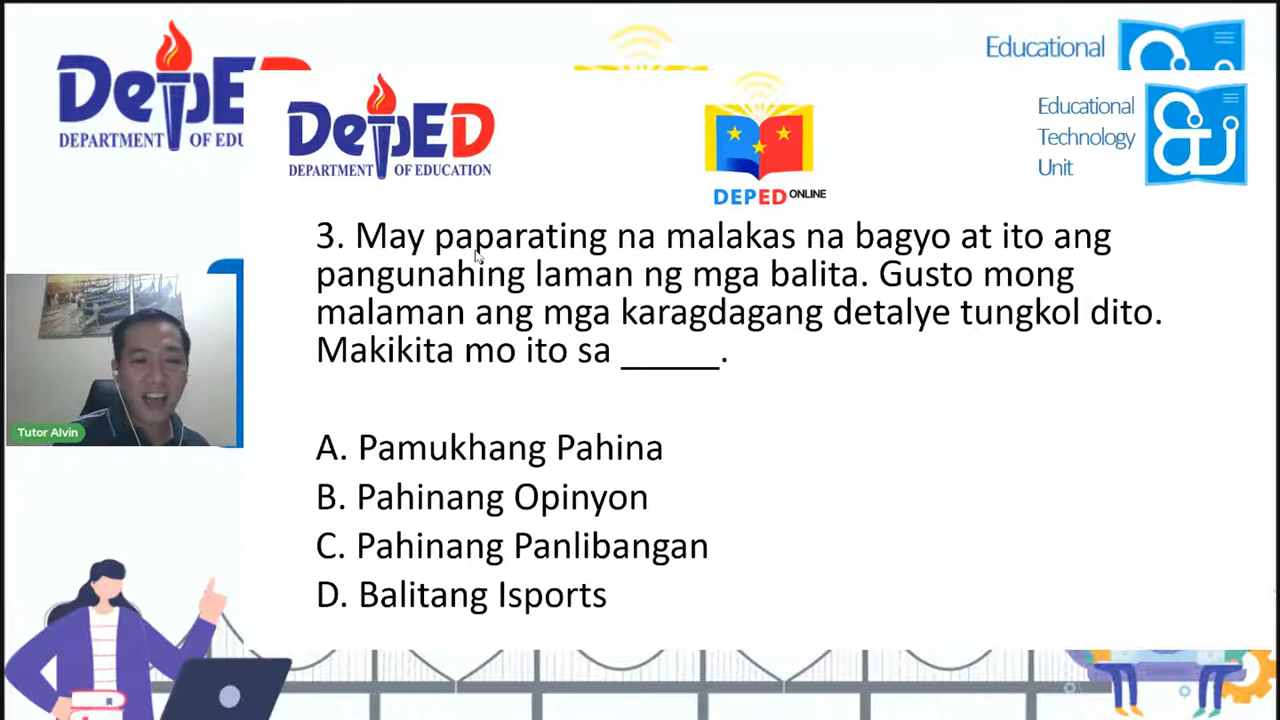 DepED
DEPARTMENT OF EDU
Educational
DepED
DEPARTMENT OF EDUCATION
DEPED ONLINE
Educational
Technology
Unit
3. May paparating na malakas na bagyo at ito ang
pangunahing laman ng mga balita. Gusto mong
malaman ang mga karagdagang detalye tungkol dito.
Makikita mo ito sa _____.
Tutor Alvin
A. Pamukhang Pahina
B. Pahinang Opinyon
C. Pahinang Panlibangan
D. Balitang Isports